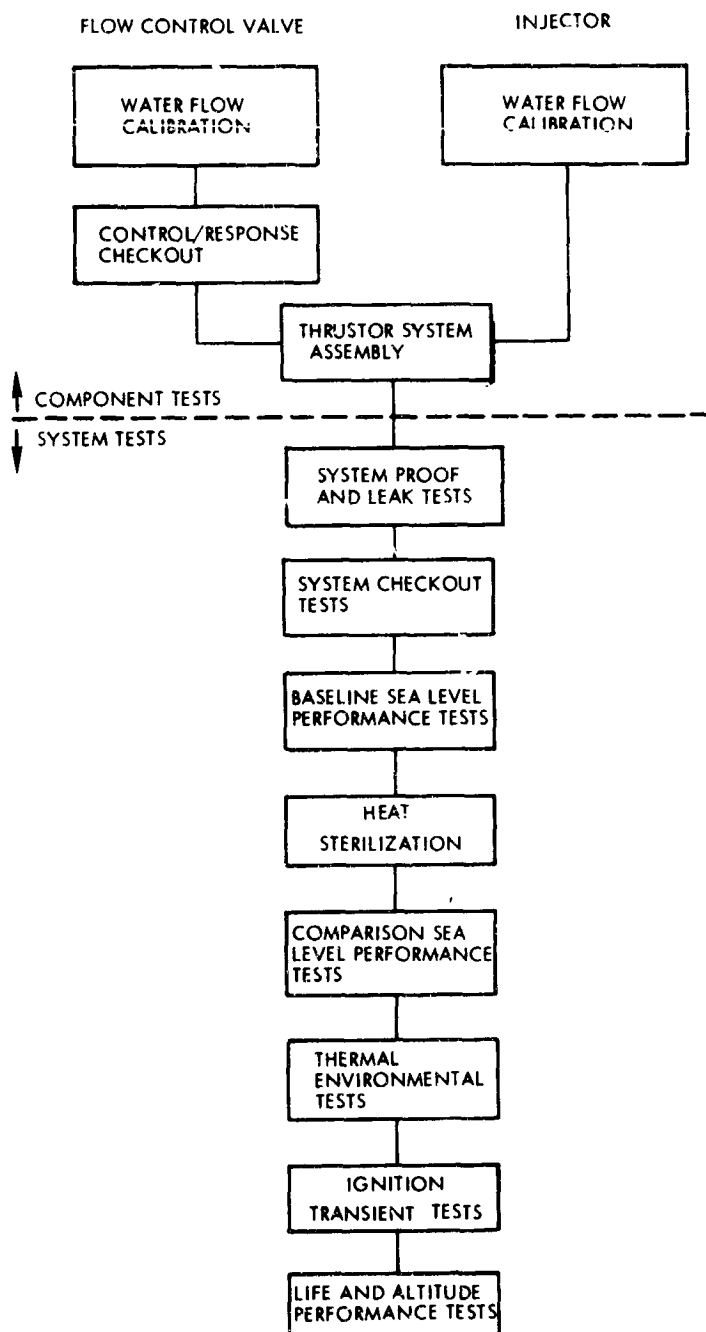 FLOW CONTROL VALVE
INJECTOR
WATER FLOW
CALIBRATION
WATER FLOW
CALIBRATION
CONTROL/RESPONSE
CHECKOUT
THRUSTOR SYSTEM
ASSEMBLY
COMPONENT TESTS
SYSTEM TESTS
SYSTEM PROOF
AND LEAK TESTS
SYSTEM CHECKOUT
TESTS
BASELINE SEA LEVEL
PERFORMANCE TESTS
HEAT
STERILIZATION
COMPARISON SEA
LEVEL PERFORMANCE
TESTS
THERMAL
ENVIRONMENTAL
TESTS
IGNITION
TRANSIENT TESTS
LIFE AND ALTITUDE
PERFORMANCE TESTS